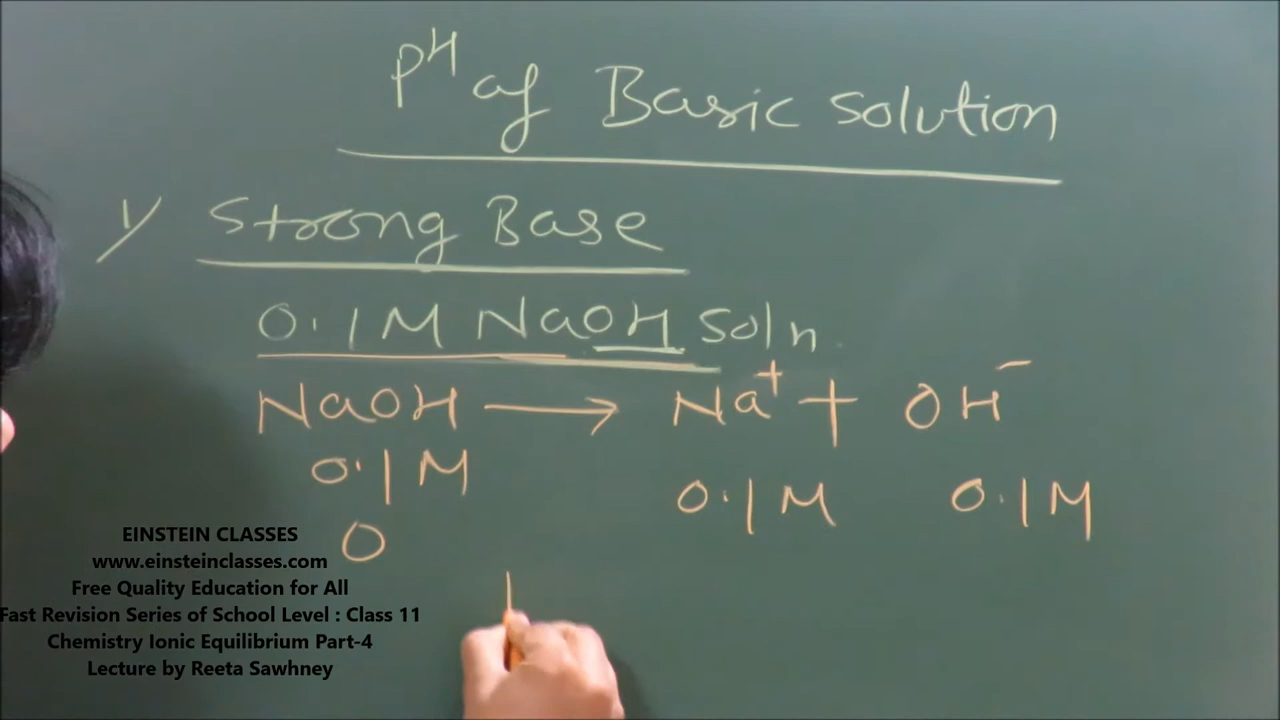 pH of Basic solution
1/ Strong Base
0.1M NaOH soln.
NaOH → Na⁺ + OH⁻
0.1M
0.1M 0.1M
0
EINSTEIN CLASSES
www.einsteinclasses.com
Free Quality Education for All
Fast Revision Series of School Level : Class 11
Chemistry Ionic Equilibrium Part-4
Lecture by Reeta Sawhney